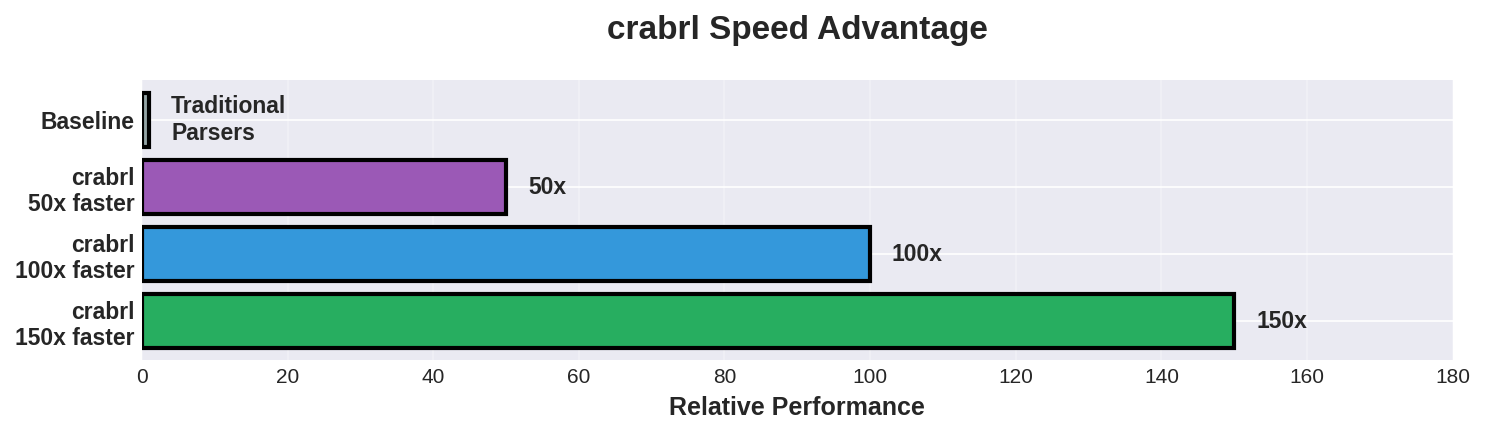 crabrl Speed Advantage
Baseline
Traditional
Parsers
crabrl
50x faster
50x
crabrl
100x faster
100x
crabrl
150x faster
150x
0 20 40 60 80 100 120 140 160 180
Relative Performance